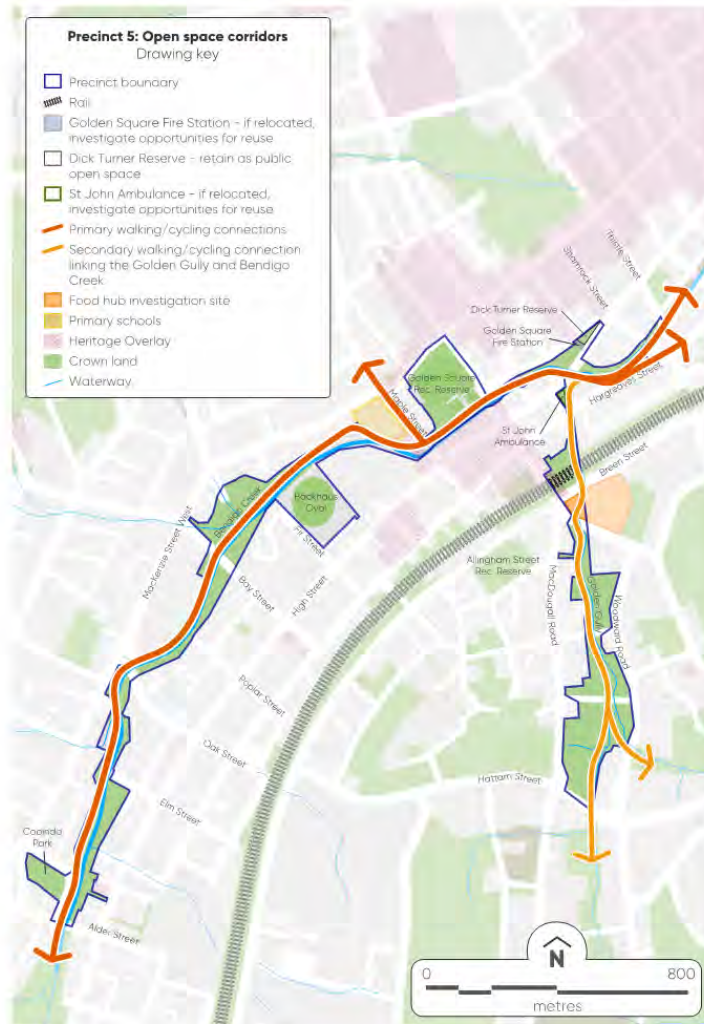 Precinct 5: Open space corridors
Drawing key
Precinct boundary
Rail
Golden Square Fire Station - if relocated,
investigate opportunities for reuse
Dick Turner Reserve - retain as public
open space
St John Ambulance - if relocated,
investigate opportunities for reuse
Primary walking/cycling connections
Secondary walking/cycling connection
linking the Golden Gully and Bendigo
Creek
Food hub investigation site
Primary schools
Heritage Overlay
Crown land
Waterway
Thistle Street
Shamrock Street
Dick Turner Reserve
Golden Square
Fire Station
Hargreaves Street
Golden Square
Rec. Reserve
Maple Street
St John
Ambulance
Breen Street
Backhaus
Oval
Bendigo Creek
Mackenzie Street West
Fir Street
Allingham Street
Rec. Reserve
High Street
Bay Street
MacDougall Road
Golden Gully
Woodward Road
Poplar Street
Oak Street
Hattam Street
Elm Street
Cooinda
Park
Alder Street
N
0 800
metres